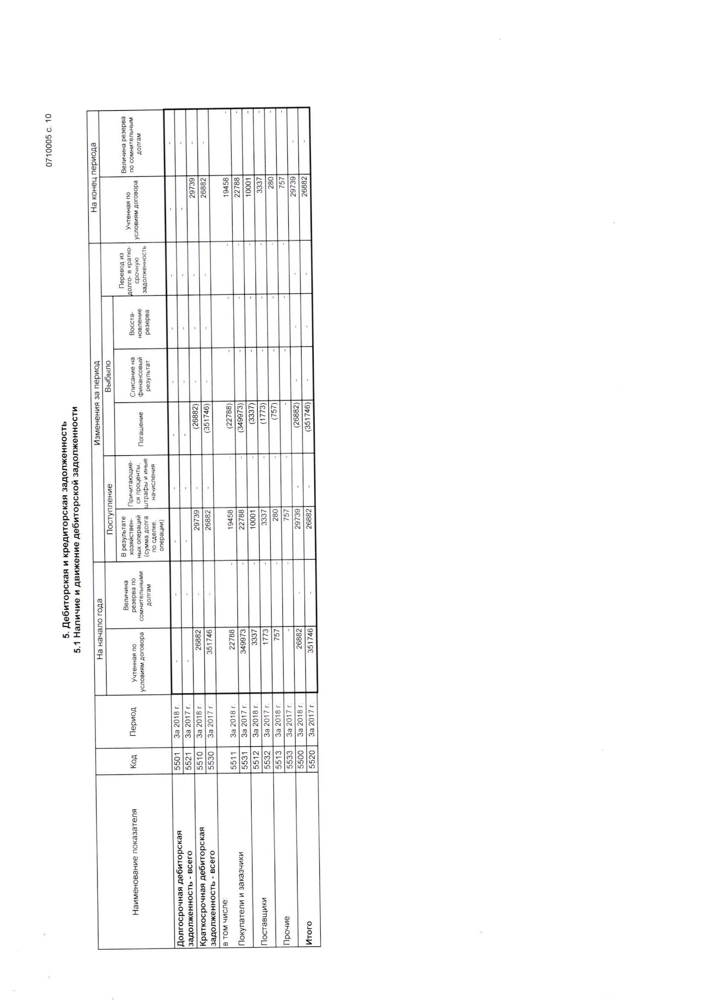 0710005 с. 10
5. Дебиторская и кредиторская задолженность
5.1 Наличие и движение дебиторской задолженности
Наименование показателя
Код
Период
На начало года
Изменения за период
На конец периода
Поступление
Выбыло
Перевод из
долго- в кратко-
срочную
задолженность
Учтенная по
условиям договора
Величина
резерва по
сомнительными
долгам
В результате
хозяйствен-
ных операций
(сумма долга
по сделке,
операции)
Причитающие-
ся проценты,
штрафы и иные
начисления
Погашение
Списание на
финансовый
результат
Восста-
новление
резерва
Учтенная по
условиям договора
Величина резерва
по сомнительным
долгам
Долгосрочная дебиторская
задолженность - всего
5501 За 2018 г. - - - - - - - - - -
5521 За 2017 г. - - - - - - - - - -
Краткосрочная дебиторская
задолженность - всего
5510 За 2018 г. 26882 - 29739 - (26882) - - - 29739 -
5530 За 2017 г. 351746 - 26882 - (351746) - - - 26882 -
в том числе:
Покупатели и заказчики
5511 За 2018 г. 22788 - 19458 - (22788) - - - 19458 -
5531 За 2017 г. 349973 - 22788 - (349973) - - - 22788 -
Поставщики
5512 За 2018 г. 3337 - 10001 - (3337) - - - 10001 -
5532 За 2017 г. 1773 - 3337 - (1773) - - - 3337 -
Прочие
5513 За 2018 г. 757 - 280 - (757) - - - 280 -
5533 За 2017 г. - - 757 - - - - - 757 -
Итого
5500 За 2018 г. 26882 - 29739 - (26882) - - - 29739 -
5520 За 2017 г. 351746 - 26882 - (351746) - - - 26882 -